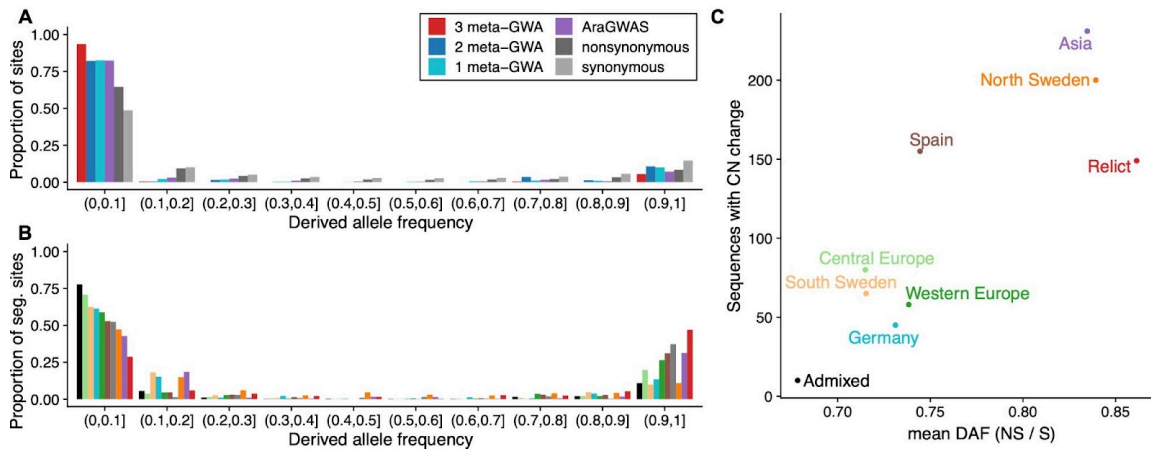 A
Proportion of sites
1.00
0.75
0.50
0.25
0.00
3 meta-GWA
2 meta-GWA
1 meta-GWA
AraGWAS
nonsynonymous
synonymous
(0,0.1] (0.1,0.2] (0.2,0.3] (0.3,0.4] (0.4,0.5] (0.5,0.6] (0.6,0.7] (0.7,0.8] (0.8,0.9] (0.9,1]
Derived allele frequency
B
Proportion of seg. sites
1.00
0.75
0.50
0.25
0.00
(0,0.1] (0.1,0.2] (0.2,0.3] (0.3,0.4] (0.4,0.5] (0.5,0.6] (0.6,0.7] (0.7,0.8] (0.8,0.9] (0.9,1]
Derived allele frequency
C
Sequences with CN change
200
150
100
50
0
Asia
North Sweden
Spain
Relict
Central Europe
South Sweden
Western Europe
Germany
Admixed
0.70 0.75 0.80 0.85
mean DAF (NS / S)